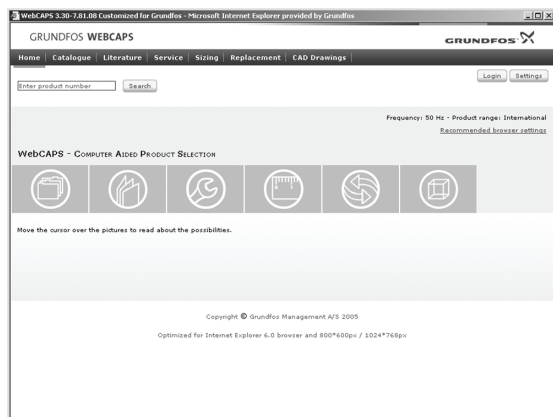 WebCAPS 3.30-7.81.08 Customized for Grundfos - Microsoft Internet Explorer provided by Grundfos
GRUNDFOS WEBCAPS
GRUNDFOS
Home Catalogue Literature Service Sizing Replacement CAD Drawings
Login Settings
Enter product number Search
Frequency: 50 Hz - Product range: International
Recommended browser settings
WebCAPS - Computer Aided Product Selection
Move the cursor over the pictures to read about the possibilities.
Copyright © Grundfos Management A/S 2005
Optimized for Internet Explorer 6.0 browser and 800*600px / 1024*768px